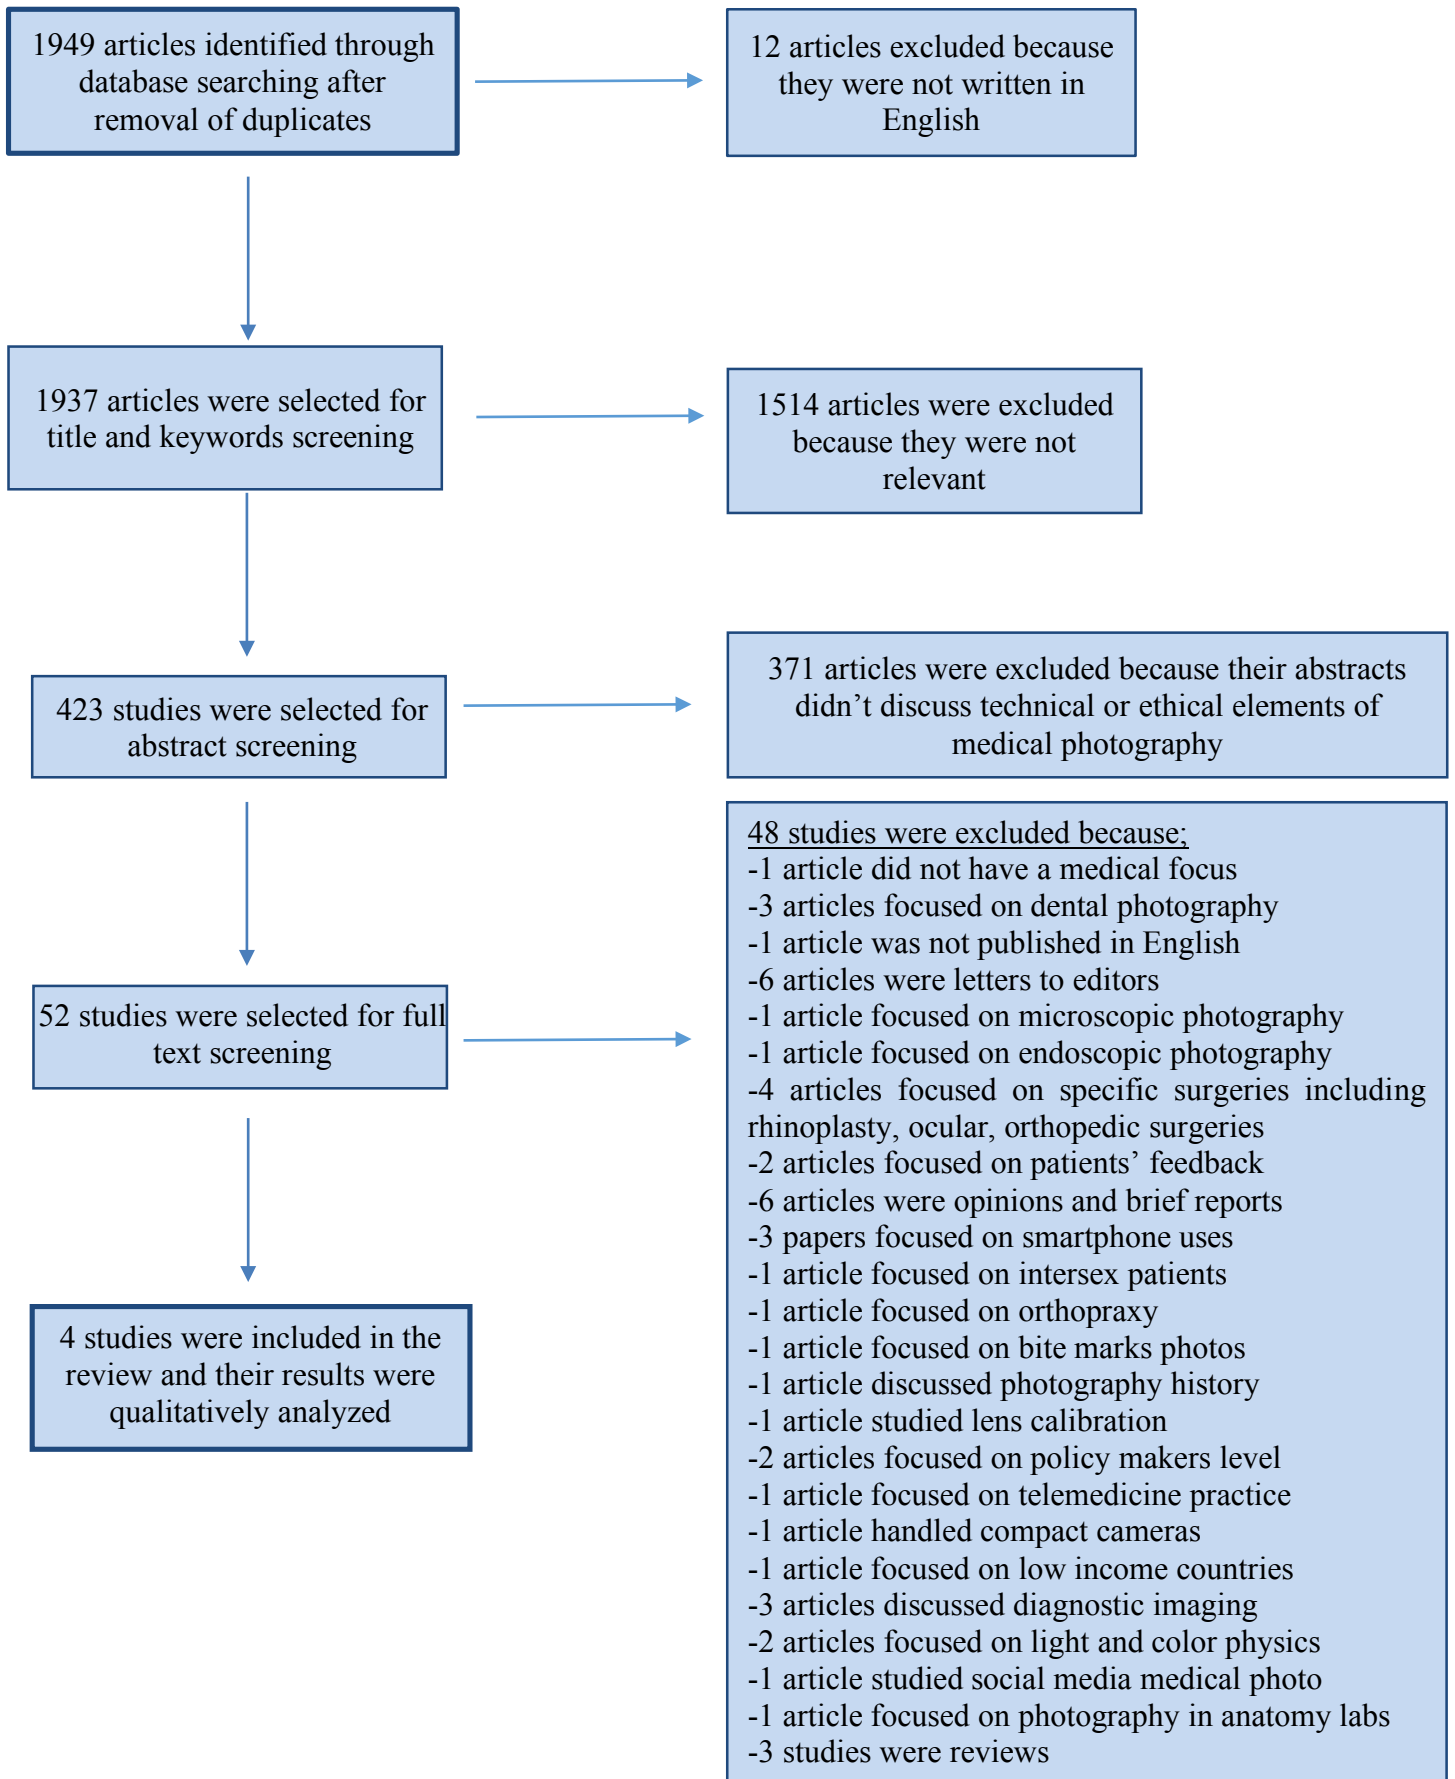 1949 articles identified through
database searching after
removal of duplicates
12 articles excluded because
they were not written in
English
1937 articles were selected for
title and keywords screening
1514 articles were excluded
because they were not
relevant
423 studies were selected for
abstract screening
371 articles were excluded because their abstracts
didn’t discuss technical or ethical elements of
medical photography
52 studies were selected for full
text screening
48 studies were excluded because;
-1 article did not have a medical focus
-3 articles focused on dental photography
-1 article was not published in English
-6 articles were letters to editors
-1 article focused on microscopic photography
-1 article focused on endoscopic photography
-4 articles focused on specific surgeries including
rhinoplasty, ocular, orthopedic surgeries
-2 articles focused on patients’ feedback
-6 articles were opinions and brief reports
-3 papers focused on smartphone uses
-1 article focused on intersex patients
-1 article focused on orthopraxy
-1 article focused on bite marks photos
-1 article discussed photography history
-1 article studied lens calibration
-2 articles focused on policy makers level
-1 article focused on telemedicine practice
-1 article handled compact cameras
-1 article focused on low income countries
-3 articles discussed diagnostic imaging
-2 articles focused on light and color physics
-1 article studied social media medical photo
-1 article focused on photography in anatomy labs
-3 studies were reviews
4 studies were included in the
review and their results were
qualitatively analyzed